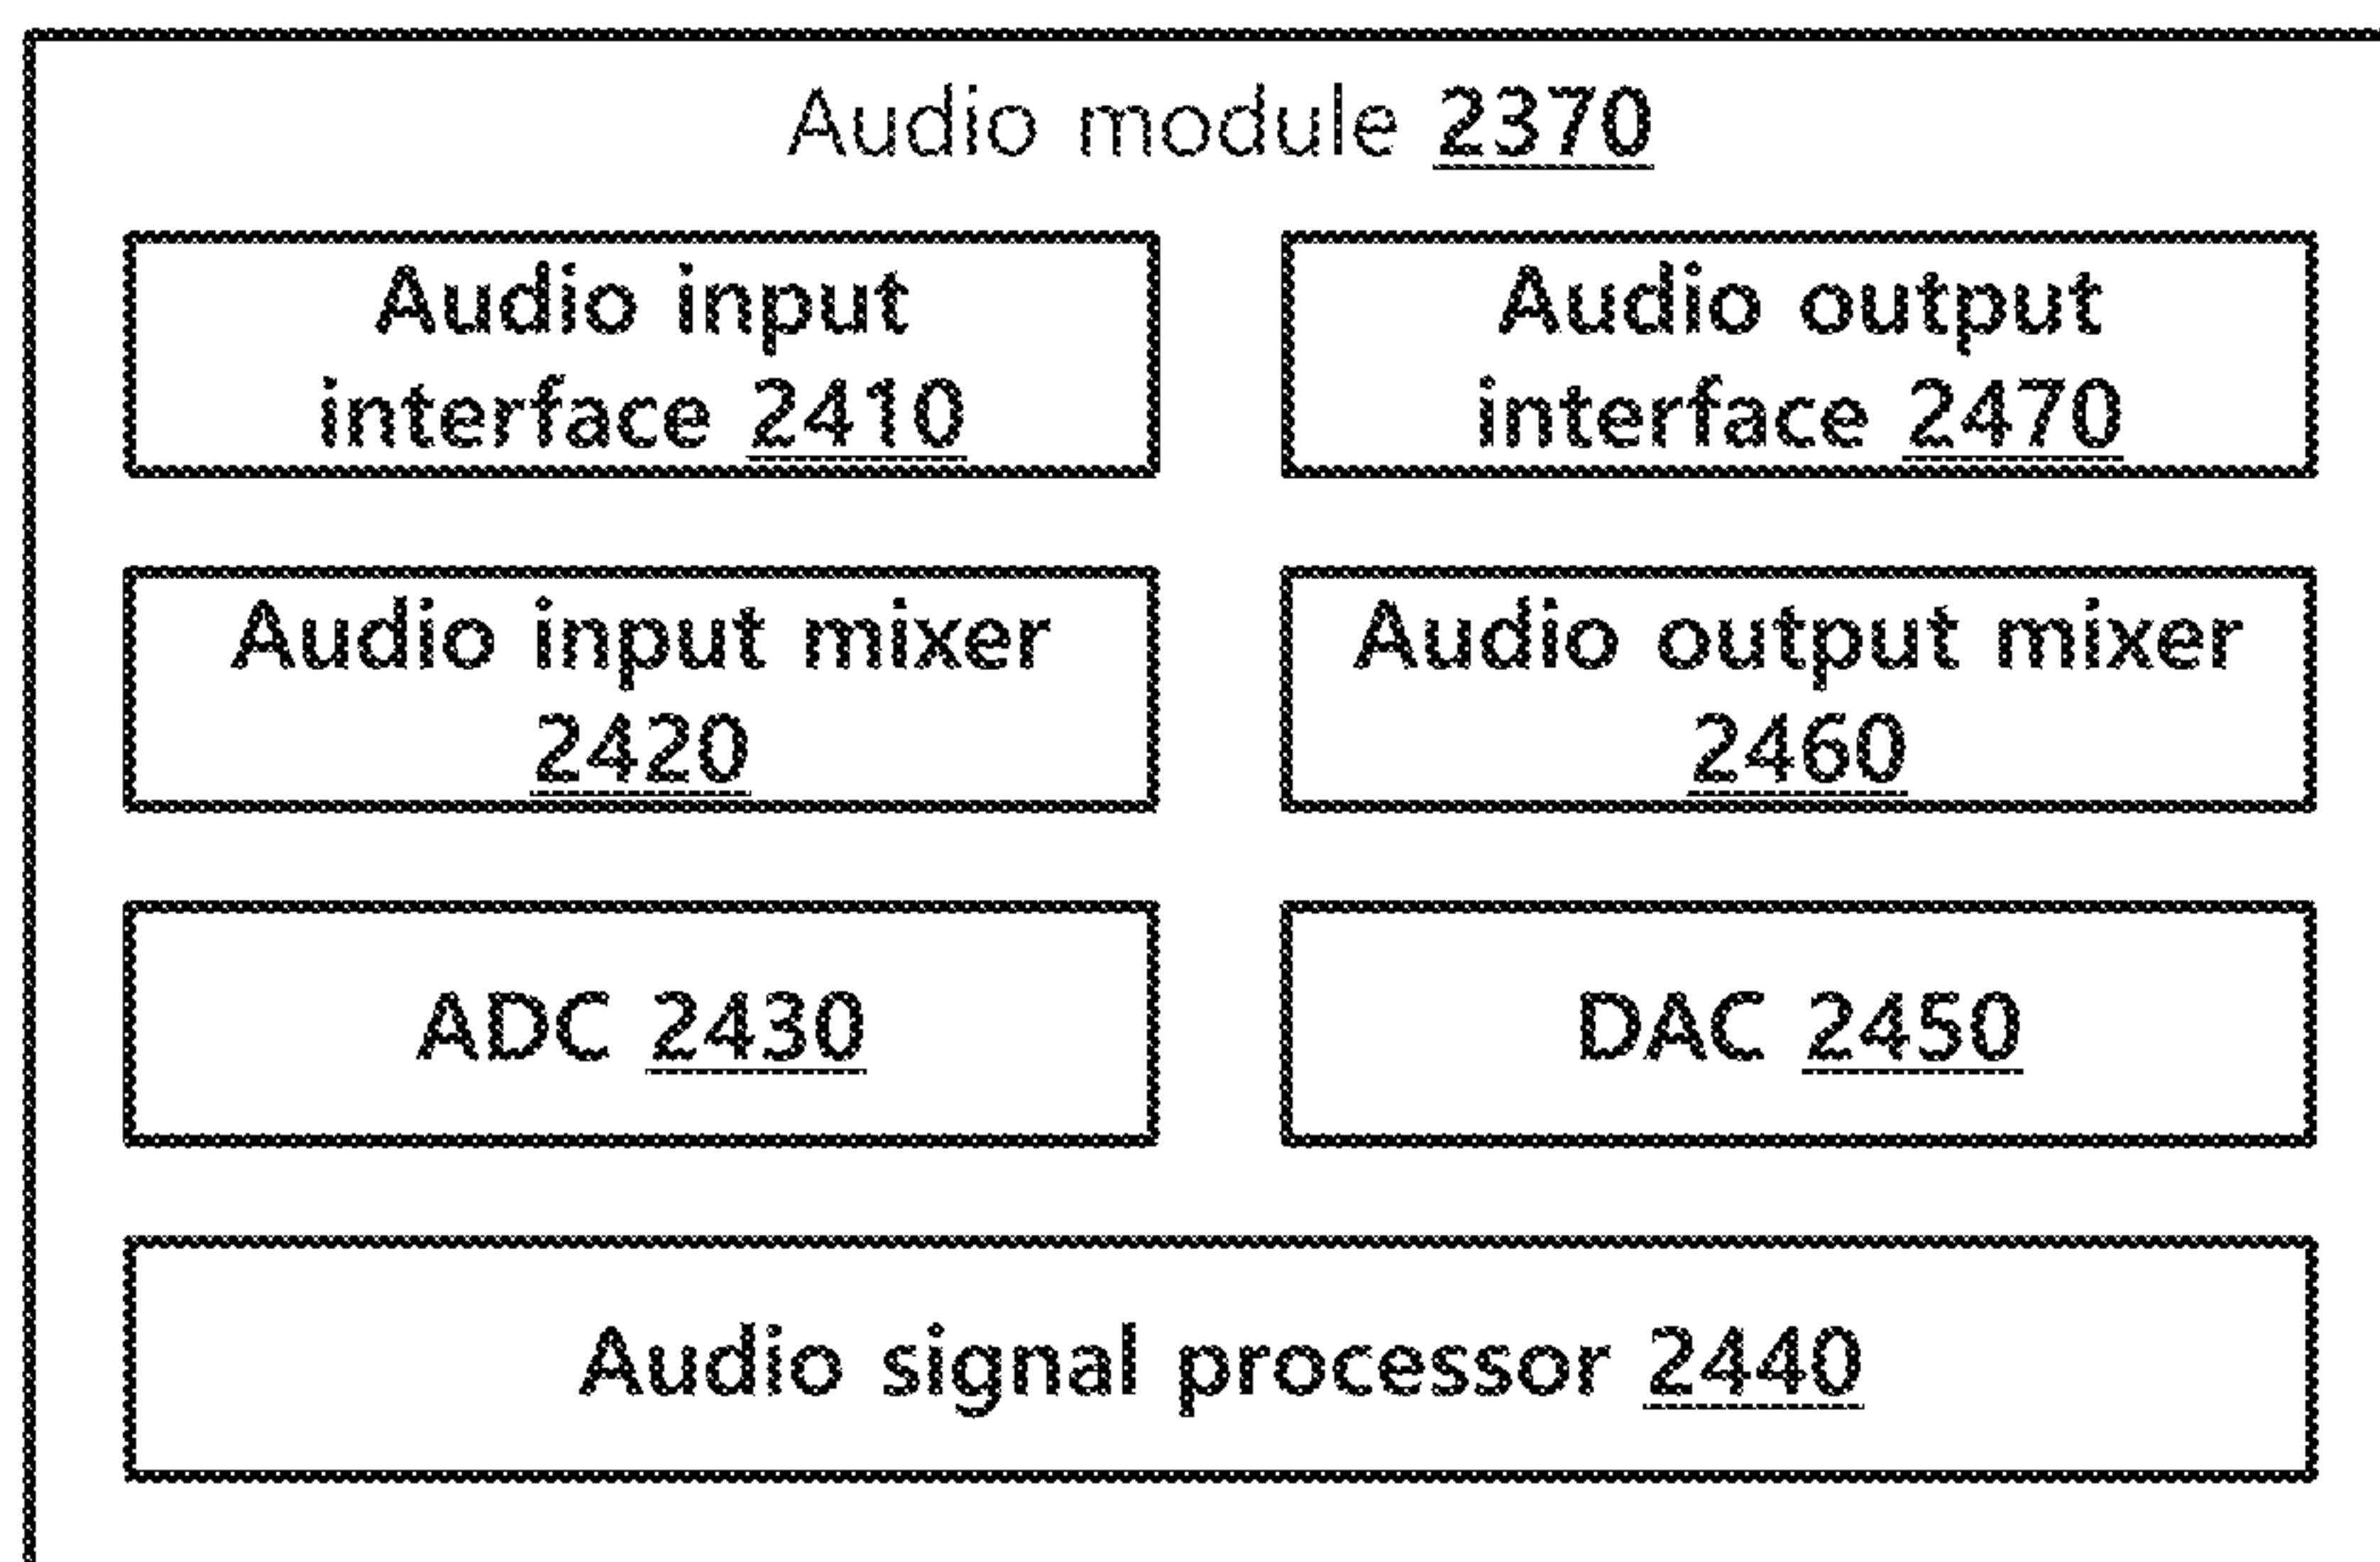 Audio module 2370
Audio input
interface 2410
Audio output
interface 2470
Audio input mixer
2420
Audio output mixer
2460
ADC 2430
DAC 2450
Audio signal processor 2440